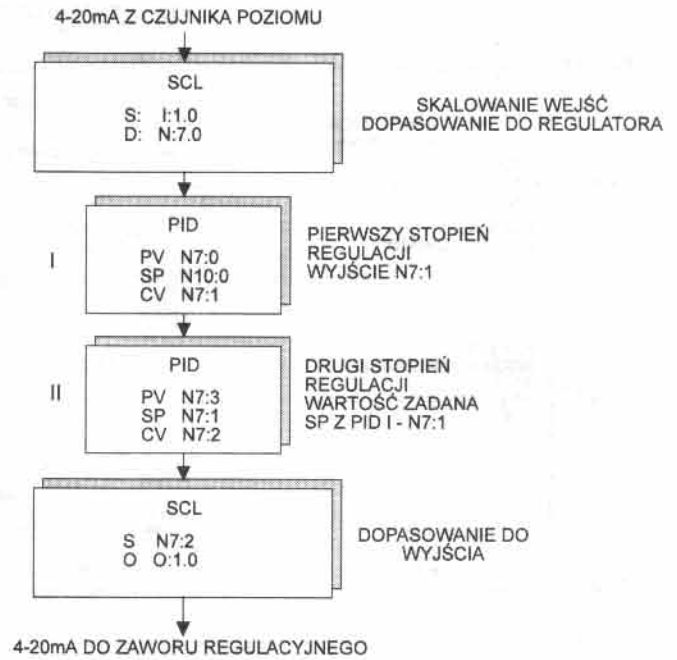 4-20mA Z CZUJNIKA POZIOMU
SCL
S: I:1.0
D: N:7.0
SKALOWANIE WEJŚĆ
DOPASOWANIE DO REGULATORA
I
PID
PV N7:0
SP N10:0
CV N7:1
PIERWSZY STOPIEŃ
REGULACJI
WYJŚCIE N7:1
II
PID
PV N7:3
SP N7:1
CV N7:2
DRUGI STOPIEŃ
REGULACJI
WARTOŚĆ ZADANA
SP Z PID I - N7:1
SCL
S N7:2
O O:1.0
DOPASOWANIE DO
WYJŚCIA
4-20mA DO ZAWORU REGULACYJNEGO